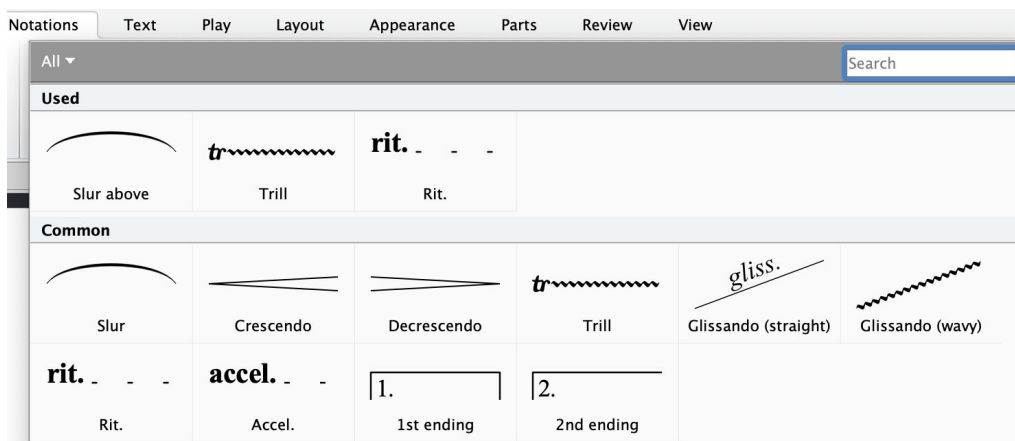 Notations Text Play Layout Appearance Parts Review View
All Search
Used
tr rit.
Slur above Trill Rit.
Common
tr gliss.
Slur Crescendo Decrescendo Trill Glissando (straight) Glissando (wavy)
rit. accel. 1. 2.
Rit. Accel. 1st ending 2nd ending